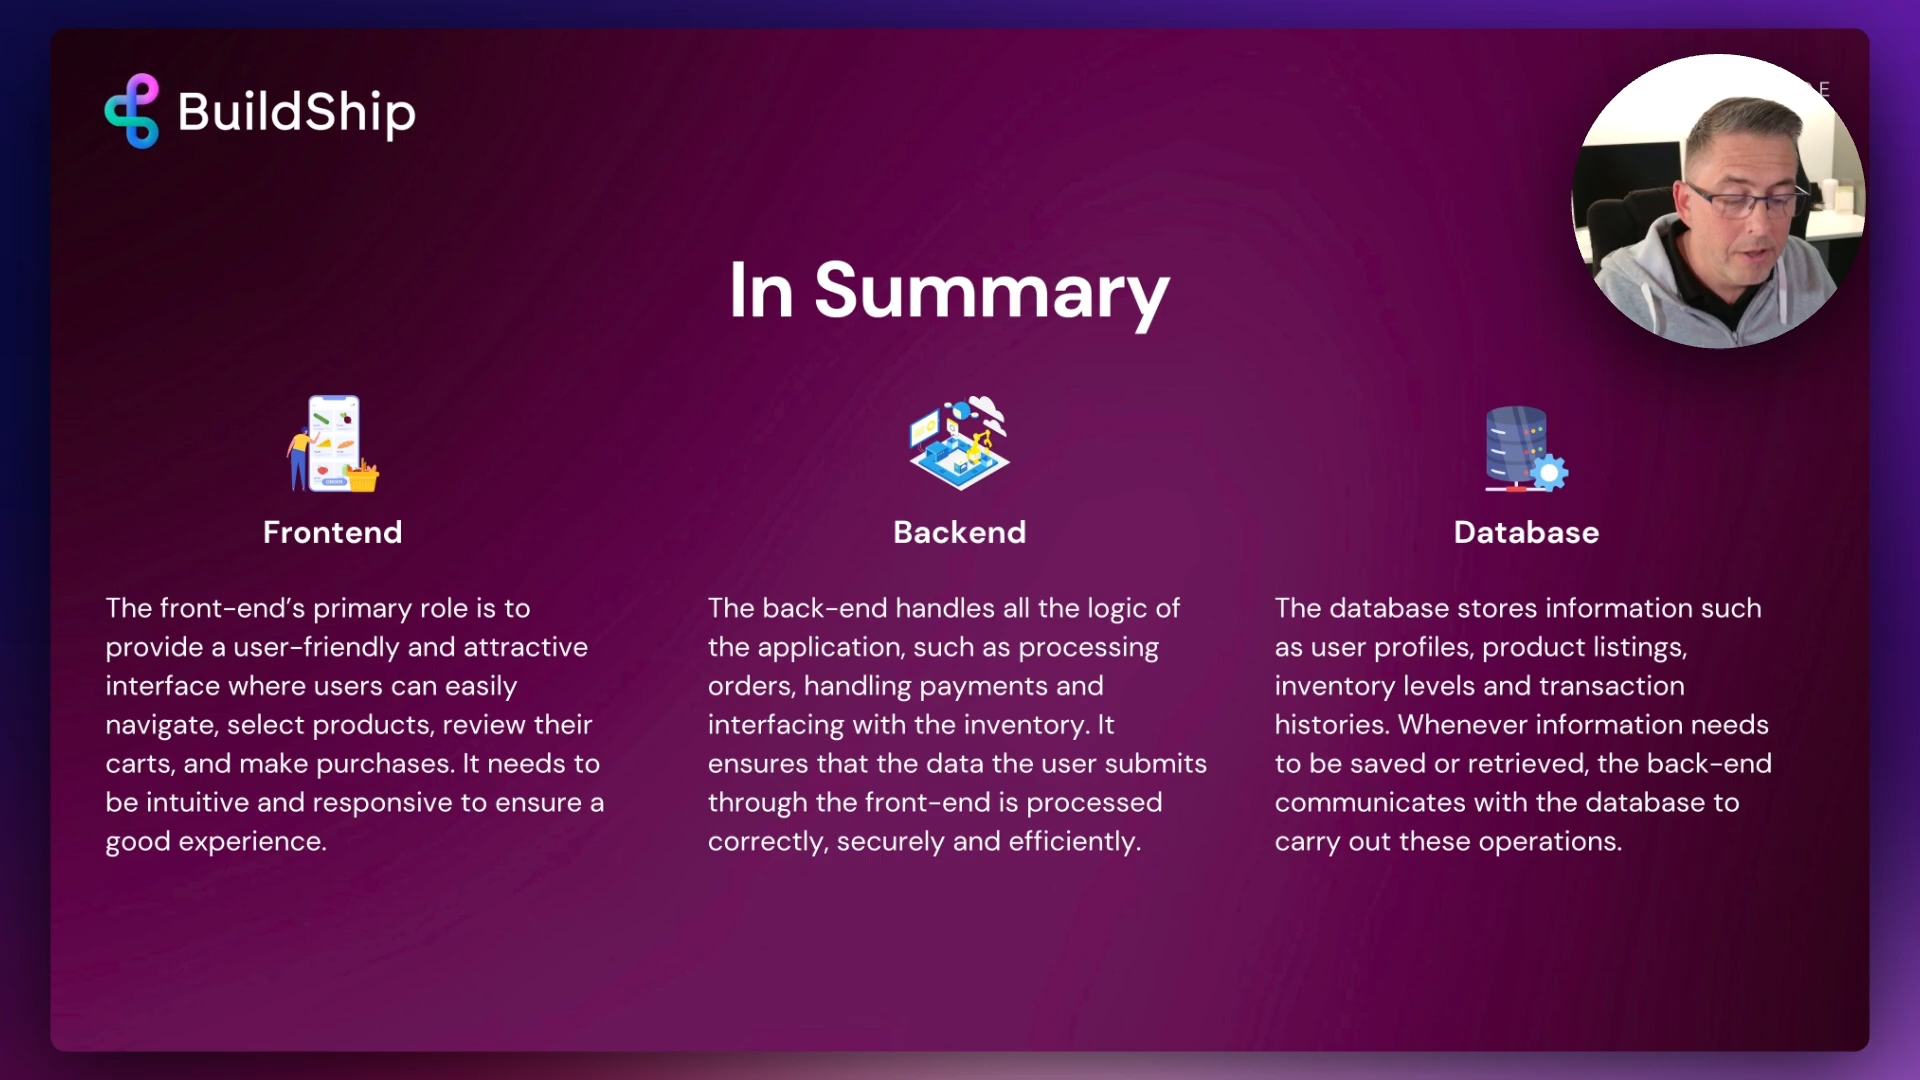 BuildShip
In Summary
Frontend
The front-end’s primary role is to
provide a user-friendly and attractive
interface where users can easily
navigate, select products, review their
carts, and make purchases. It needs to
be intuitive and responsive to ensure a
good experience.
Backend
The back-end handles all the logic of
the application, such as processing
orders, handling payments and
interfacing with the inventory. It
ensures that the data the user submits
through the front-end is processed
correctly, securely and efficiently.
Database
The database stores information such
as user profiles, product listings,
inventory levels and transaction
histories. Whenever information needs
to be saved or retrieved, the back-end
communicates with the database to
carry out these operations.